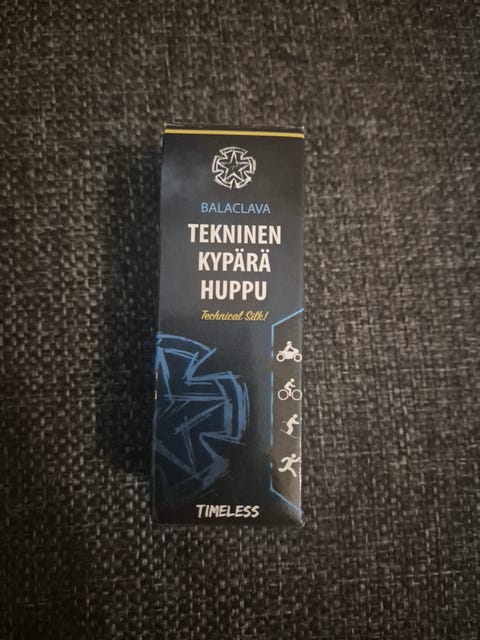 BALACLAVA
TEKNINEN
KYPÄRÄ
HUPPU
Technical Silk!
TIMELESS